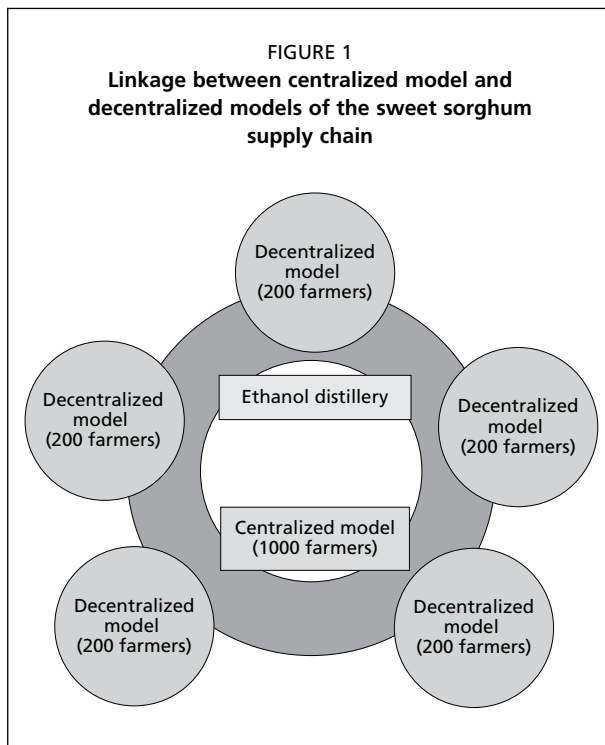 FIGURE 1
Linkage between centralized model and
decentralized models of the sweet sorghum
supply chain
Decentralized
model
(200 farmers)
Ethanol distillery
Decentralized
model
(200 farmers)
Decentralized
model
(200 farmers)
Centralized model
(1000 farmers)
Decentralized
model
(200 farmers)
Decentralized
model
(200 farmers)